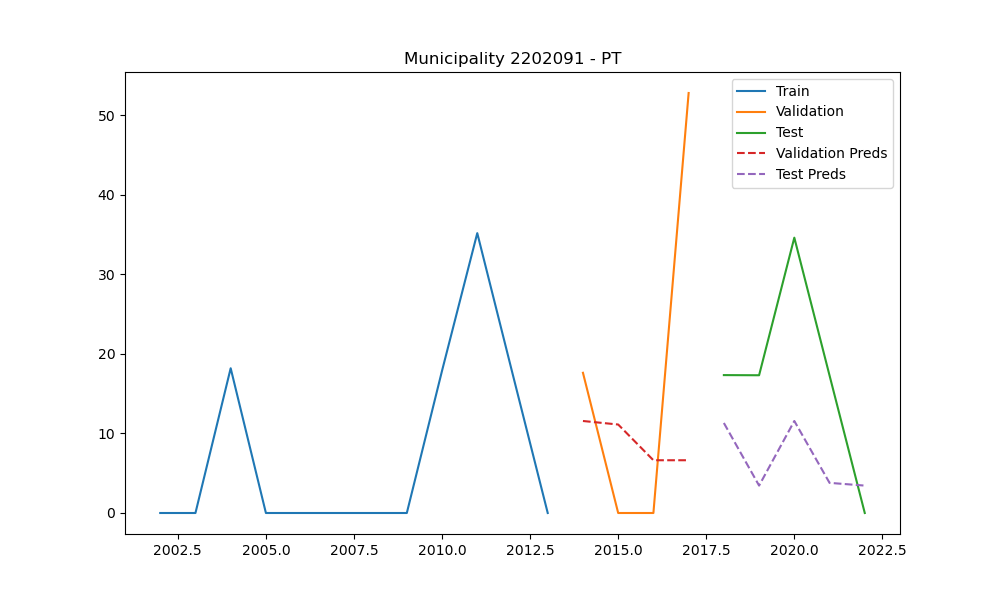 Municipality 2202091 - PT
Train
Validation
Test
Validation Preds
Test Preds
50
40
30
20
10
0
2002.5 2005.0 2007.5 2010.0 2012.5 2015.0 2017.5 2020.0 2022.5